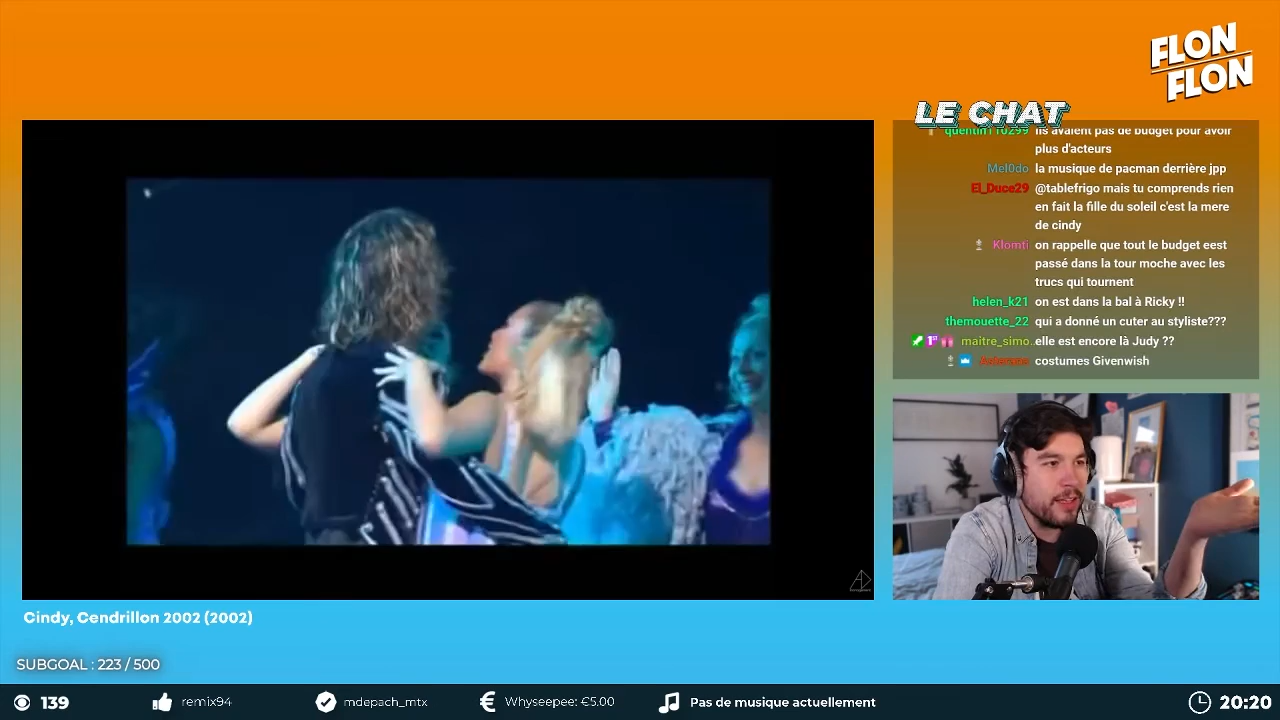 FLON
FLON
LE CHAT
quentin110299 Ils avaient pas de budget pour avoir
plus d'acteurs
Mel0do la musique de pacman derrière jpp
El_Duce29 @tablefrigo mais tu comprends rien
en fait la fille du soleil c'est la mere
de cindy
Klomti on rappelle que tout le budget eest
passé dans la tour moche avec les
trucs qui tournent
helen_k21 on est dans la bal à Ricky !!
themouette_22 qui a donné un cuter au styliste???
maitre_simo. elle est encore là Judy ??
costumes Givenwish
Cindy, Cendrillon 2002 (2002)
SUBGOAL : 223 / 500
139 remix94 mdepach_mtx € Whyseepee: €5.00 Pas de musique actuellement 20:20